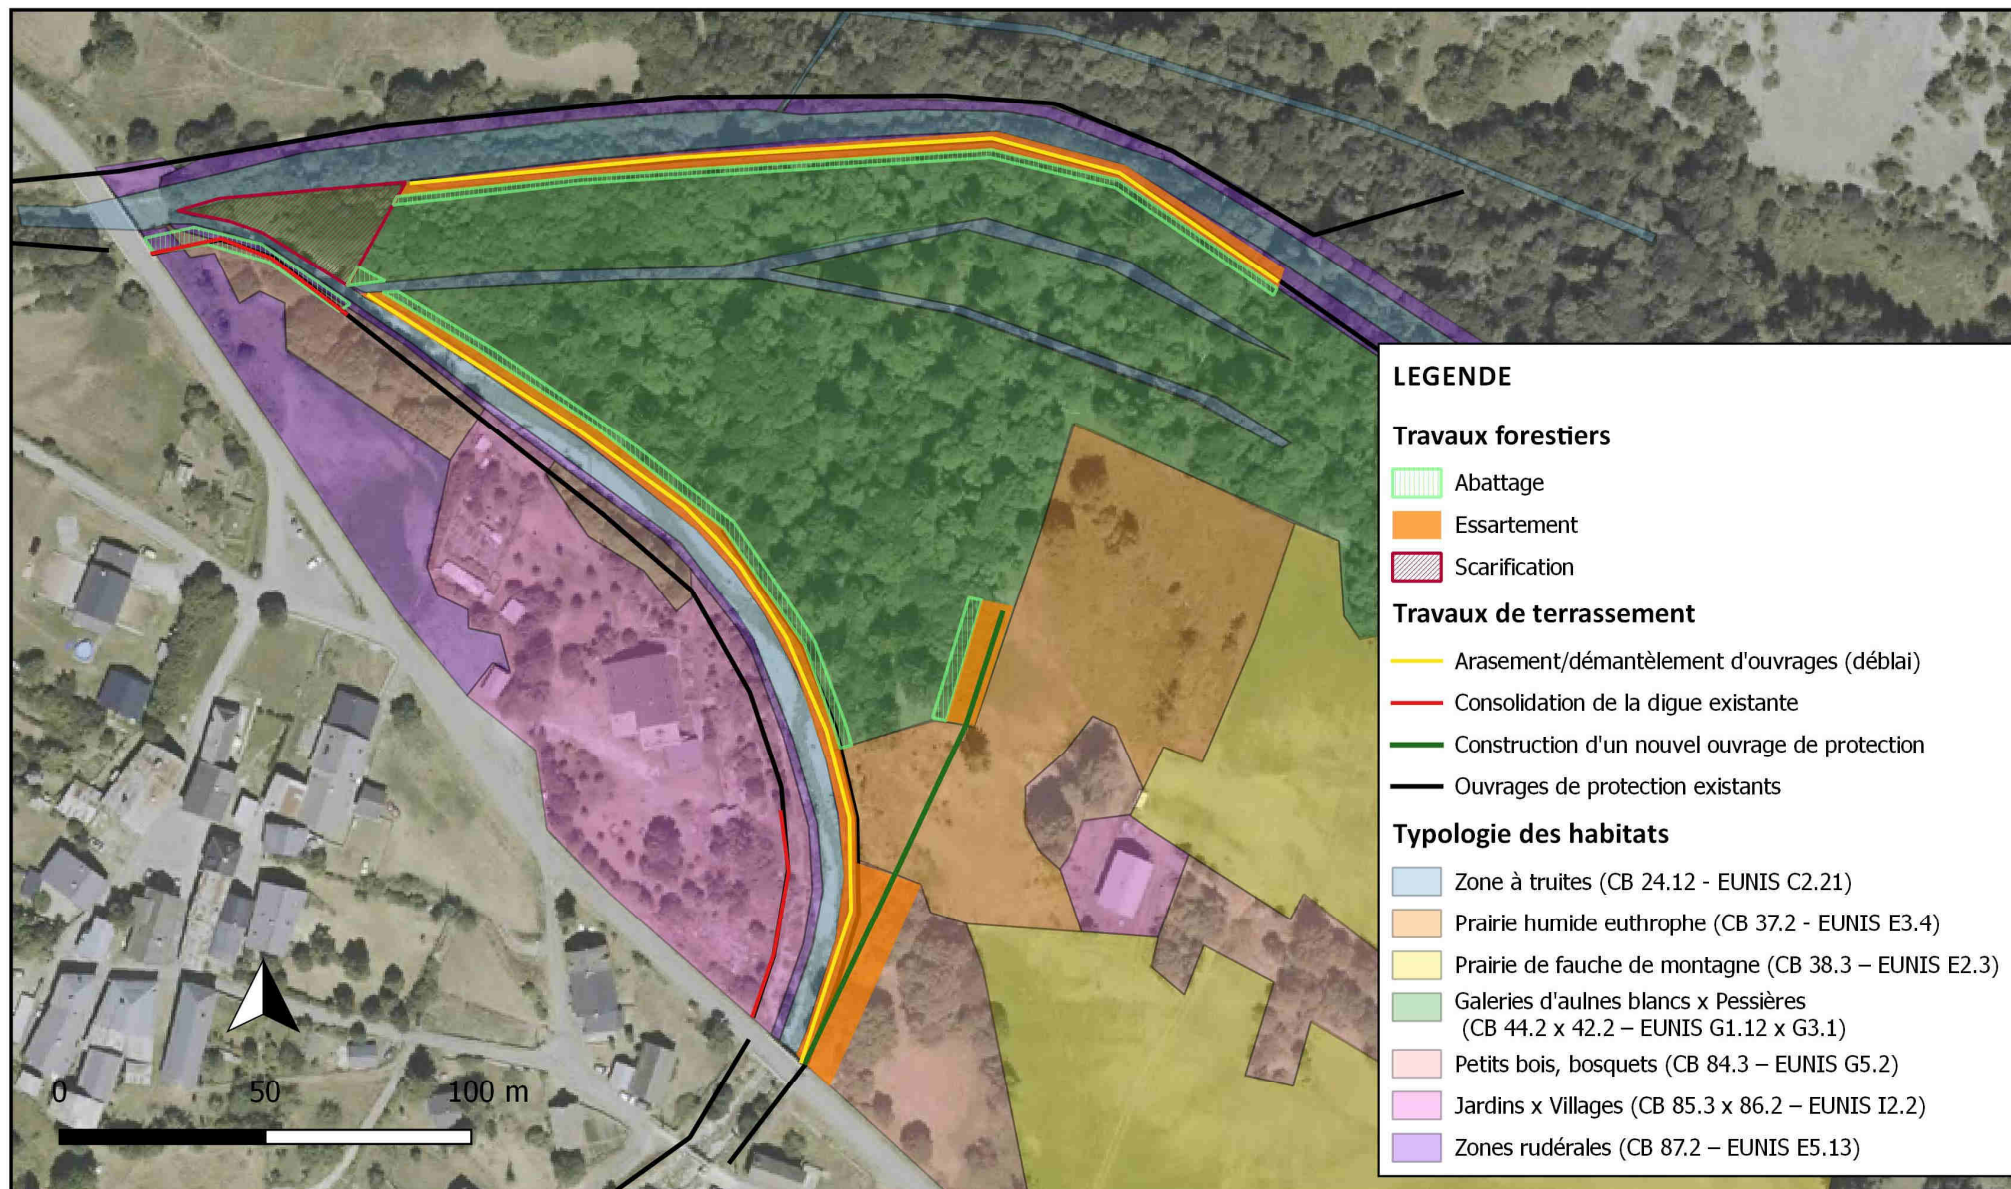 LEGENDE
Travaux forestiers
Abattage
Essartement
Scarification
Travaux de terrassement
Arasement/démantèlement d'ouvrages (déblai)
Consolidation de la digue existante
Construction d'un nouvel ouvrage de protection
Ouvrages de protection existants
Typologie des habitats
Zone à truites (CB 24.12 - EUNIS C2.21)
Prairie humide euthrophe (CB 37.2 - EUNIS E3.4)
Prairie de fauche de montagne (CB 38.3 – EUNIS E2.3)
Galeries d'aulnes blancs x Pessières
(CB 44.2 x 42.2 – EUNIS G1.12 x G3.1)
Petits bois, bosquets (CB 84.3 – EUNIS G5.2)
Jardins x Villages (CB 85.3 x 86.2 – EUNIS I2.2)
Zones rudérales (CB 87.2 – EUNIS E5.13)
0 50 100 m